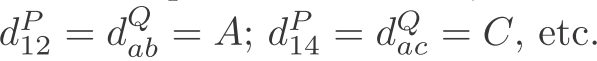 $d_{12}^{P} = d_{ab}^{Q} = A$; $d_{14}^{P} = d_{ac}^{Q} = C$, etc.